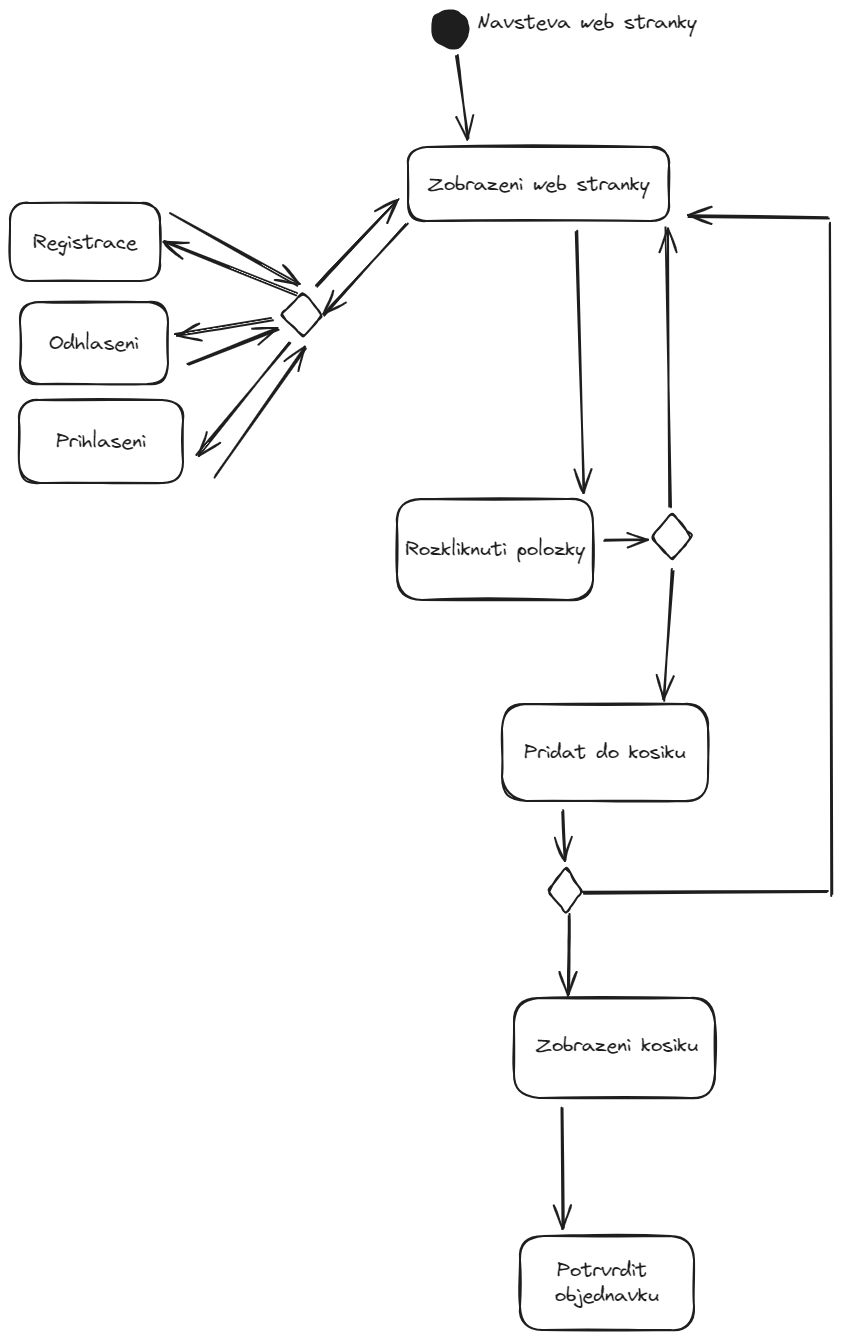 Navsteva web stranky
Zobrazeni web stranky
Registrace
Odhlaseni
Prihlaseni
Rozkliknuti polozky
Pridat do kosiku
Zobrazeni kosiku
Potrvrdit
objednavku